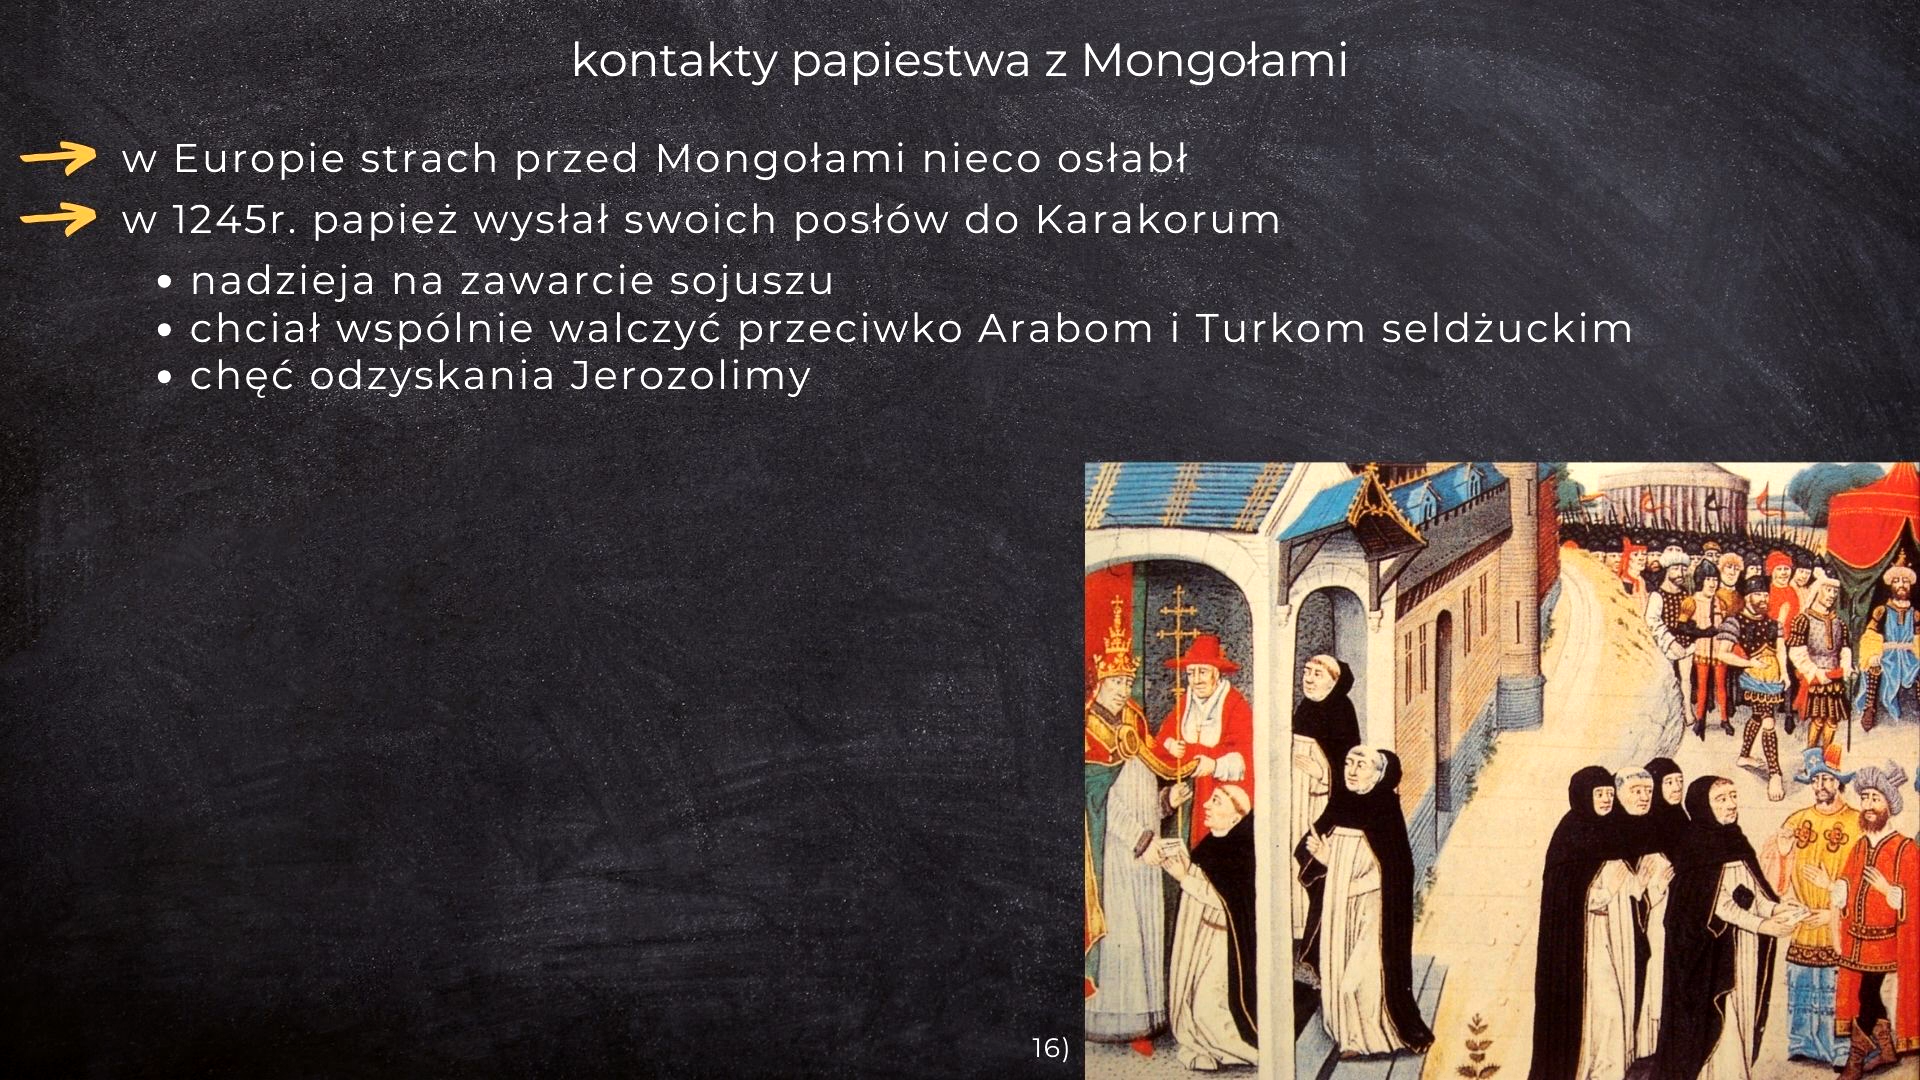 kontakty papiestwa z Mongołami
w Europie strach przed Mongołami nieco osłabł
w 1245r. papież wysłał swoich posłów do Karakorum
• nadzieja na zawarcie sojuszu
• chciał wspólnie walczyć przeciwko Arabom i Turkom seldżuckim
• chęć odzyskania Jerozolimy
16)